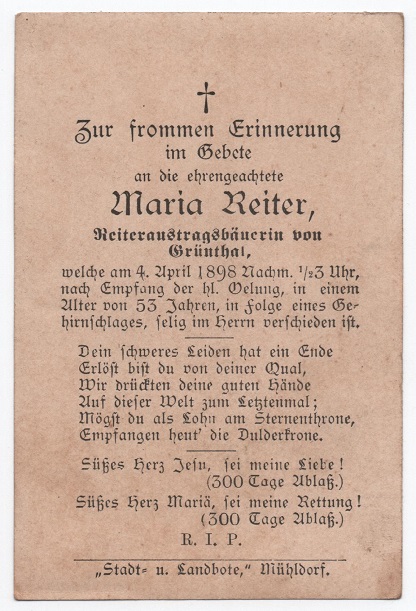 †
Zur frommen Erinnerung
im Gebete
an die ehrengeachtete
Maria Reiter,
Reiteraustragsbäuerin von
Grünthal,
welche am 4. April 1898 Nachm. ½3 Uhr,
nach Empfang der hl. Oelung, in einem
Alter von 53 Jahren, in Folge eines Ge-
hirnschlages, selig im Herrn verschieden ist.
Dein schweres Leiden hat ein Ende
Erlöst bist du von deiner Qual,
Wir drückten deine guten Hände
Auf dieser Welt zum Letztenmal;
Mögst du als Lohn am Sternenthrone,
Empfangen heut' die Dulderkrone.
Süßes Herz Jesu, sei meine Liebe!
(300 Tage Ablaß.)
Süßes Herz Mariä, sei meine Rettung!
(300 Tage Ablaß.)
R. I. P.
„Stadt- u. Landbote," Mühldorf.